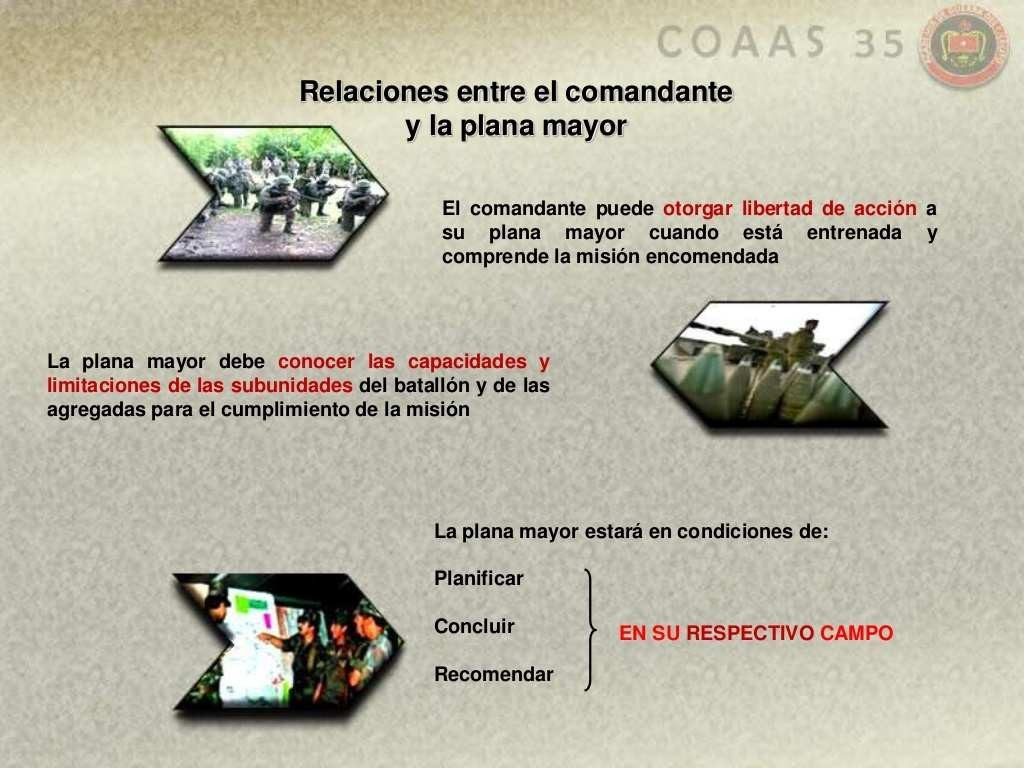 COAAS 35
Relaciones entre el comandante
y la plana mayor
El comandante puede otorgar libertad de acción a
su plana mayor cuando está entrenada y
comprende la misión encomendada
La plana mayor debe conocer las capacidades y
limitaciones de las subunidades del batallón y de las
agregadas para el cumplimiento de la misión
La plana mayor estará en condiciones de:
Planificar
Concluir
EN SU RESPECTIVO CAMPO
Recomendar